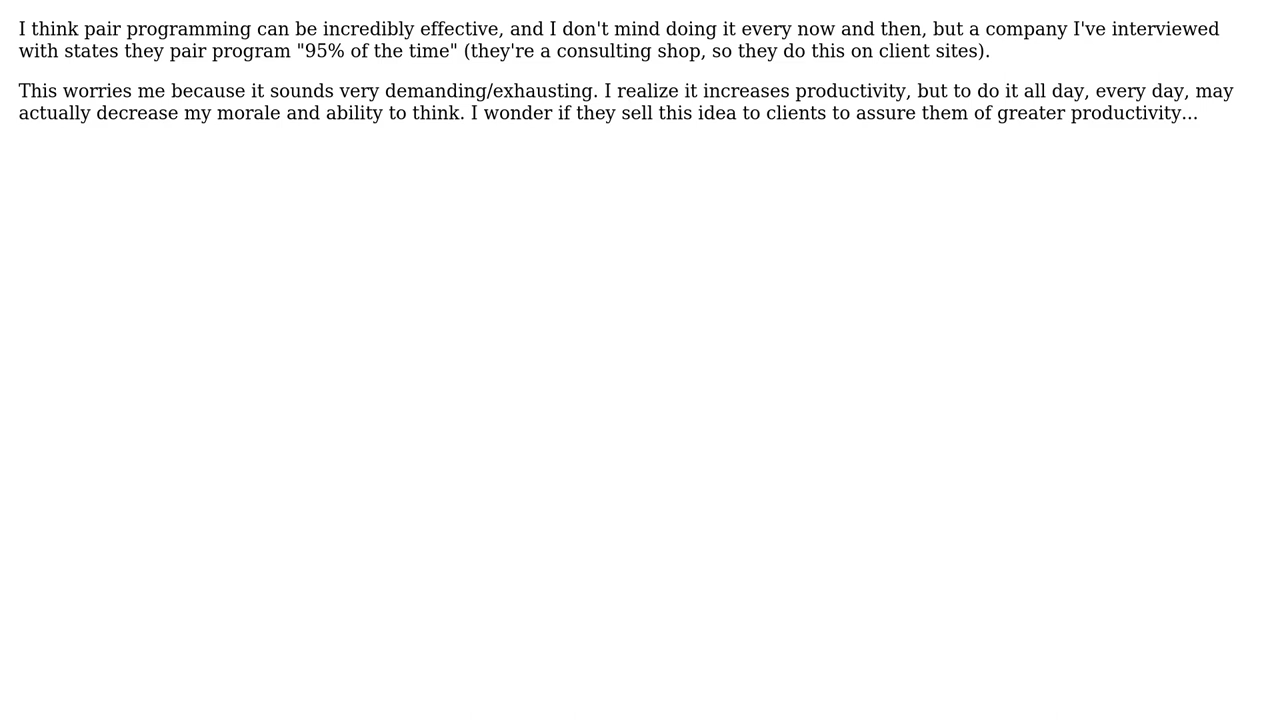 I think pair programming can be incredibly effective, and I don't mind doing it every now and then, but a company I've interviewed
with states they pair program "95% of the time" (they're a consulting shop, so they do this on client sites).
This worries me because it sounds very demanding/exhausting. I realize it increases productivity, but to do it all day, every day, may
actually decrease my morale and ability to think. I wonder if they sell this idea to clients to assure them of greater productivity...